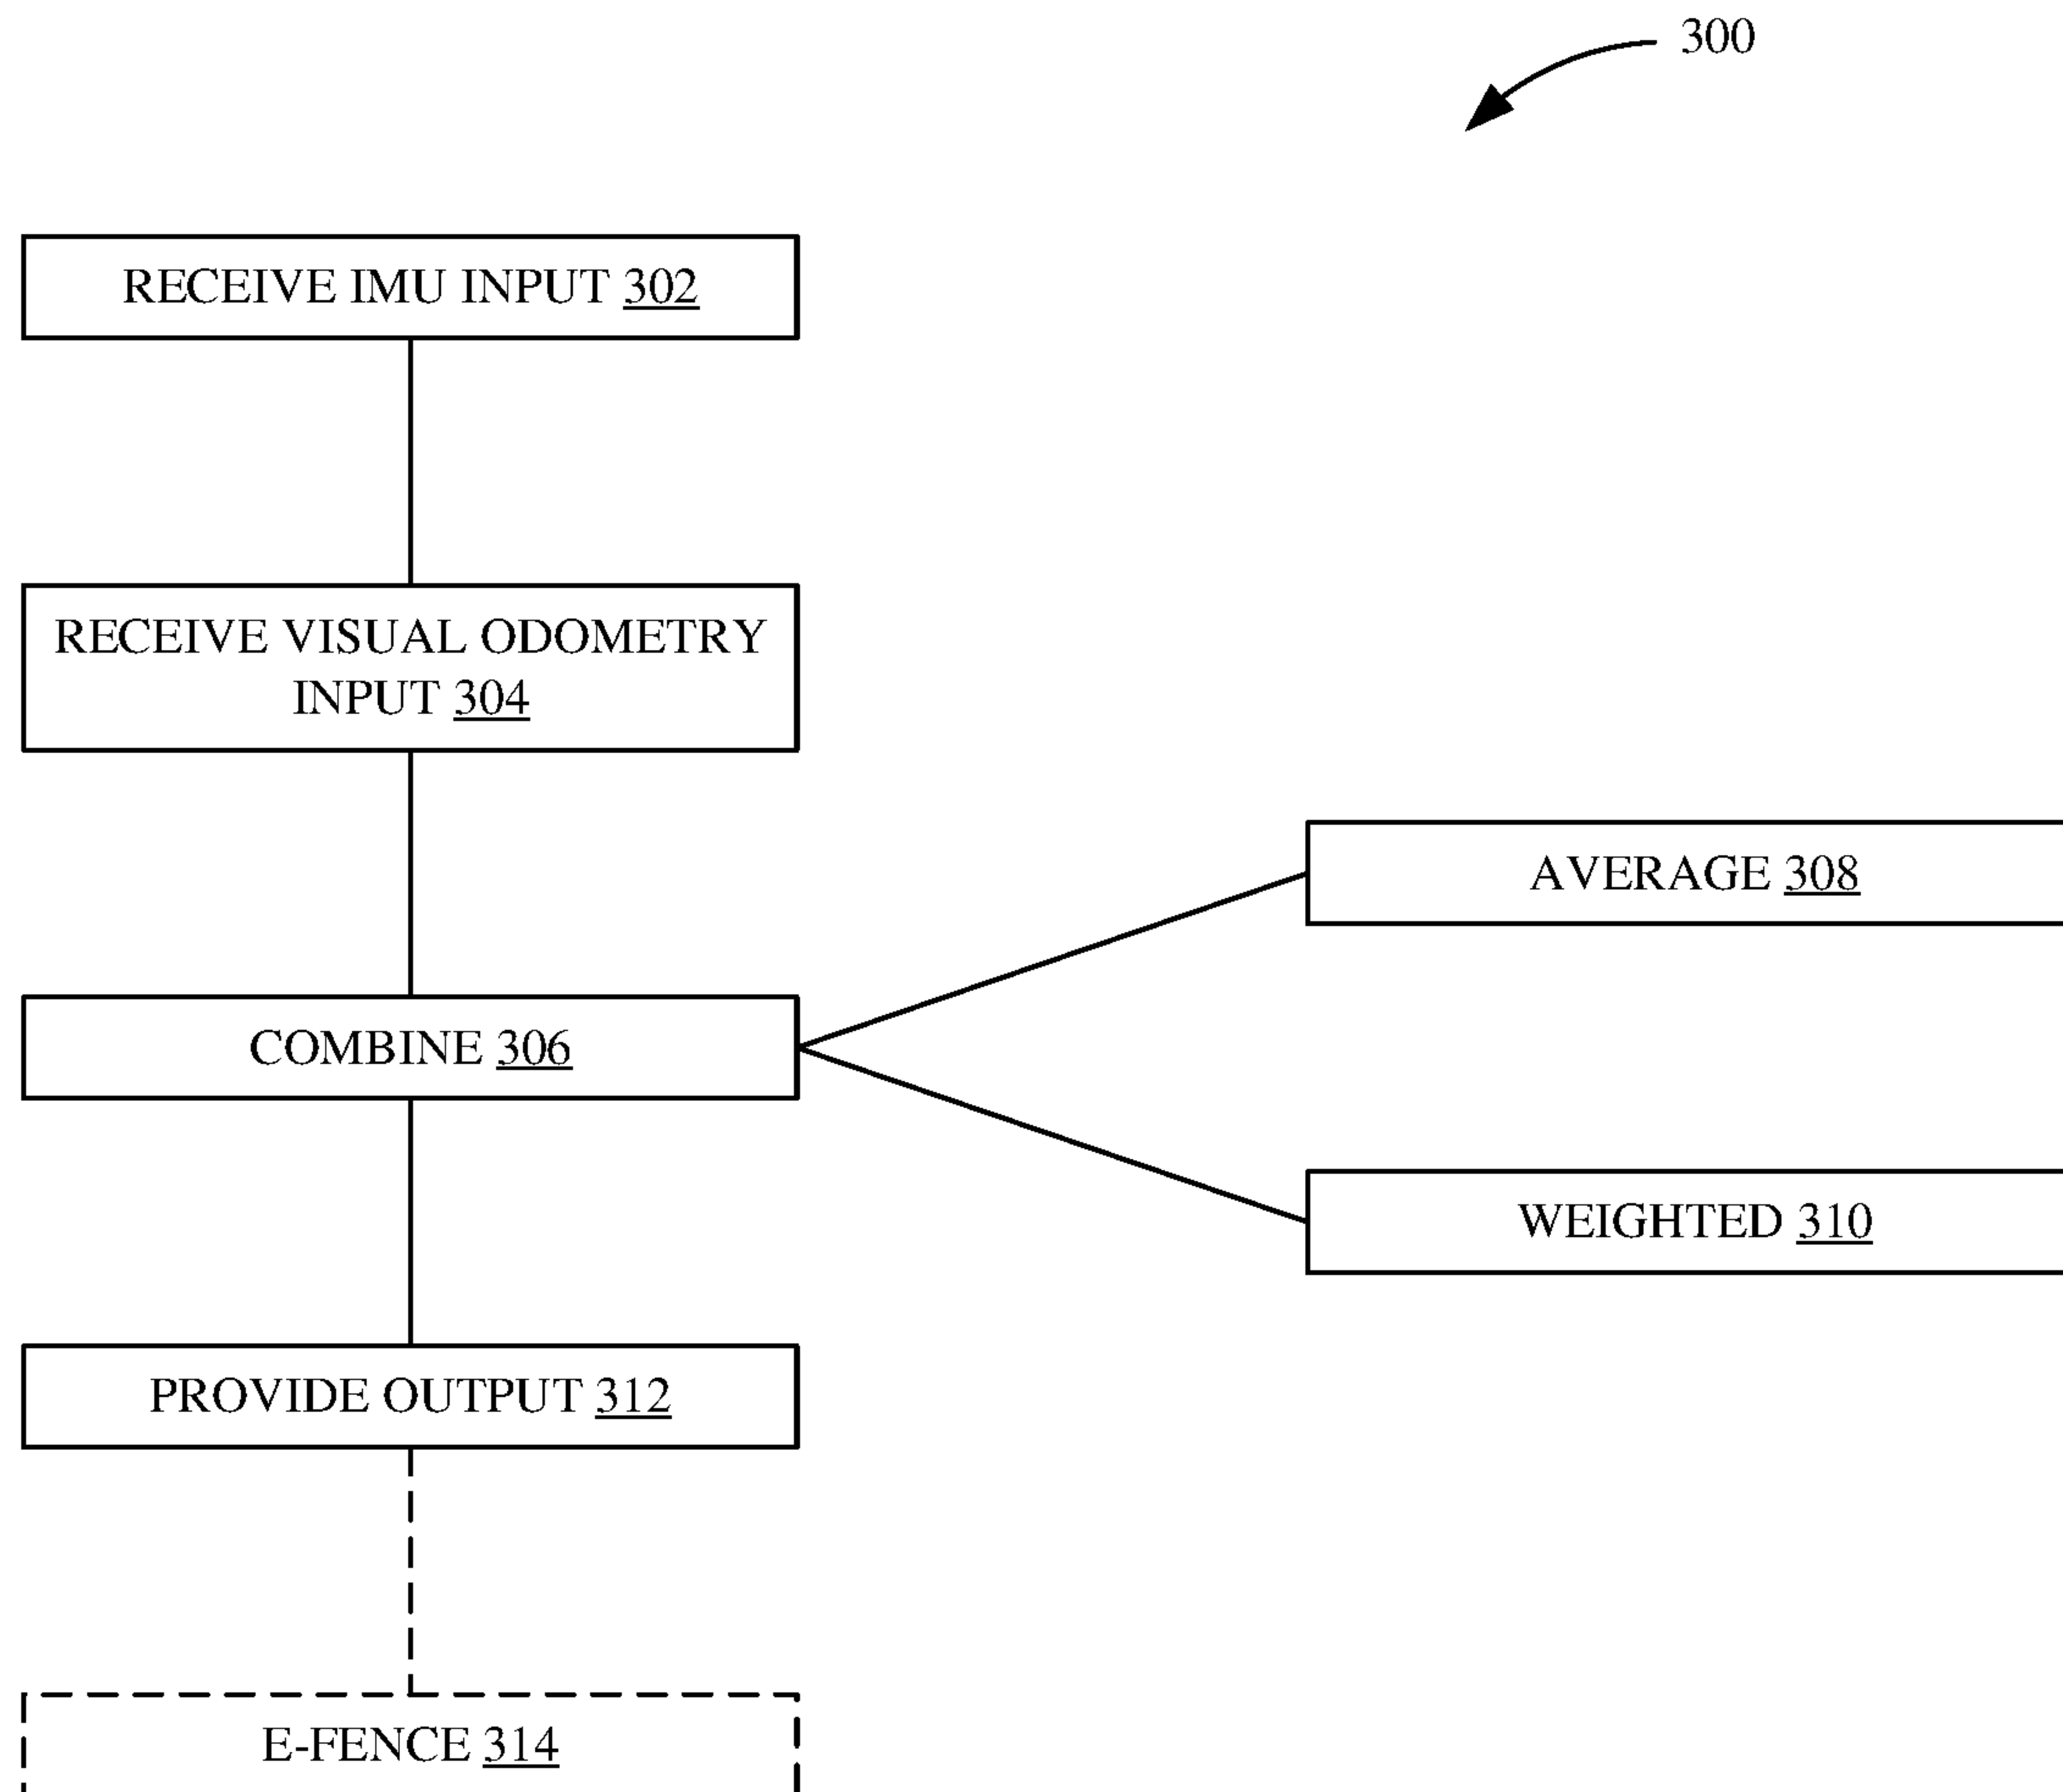 300
RECEIVE IMU INPUT 302
RECEIVE VISUAL ODOMETRY
INPUT 304
AVERAGE 308
COMBINE 306
WEIGHTED 310
PROVIDE OUTPUT 312
E-FENCE 314